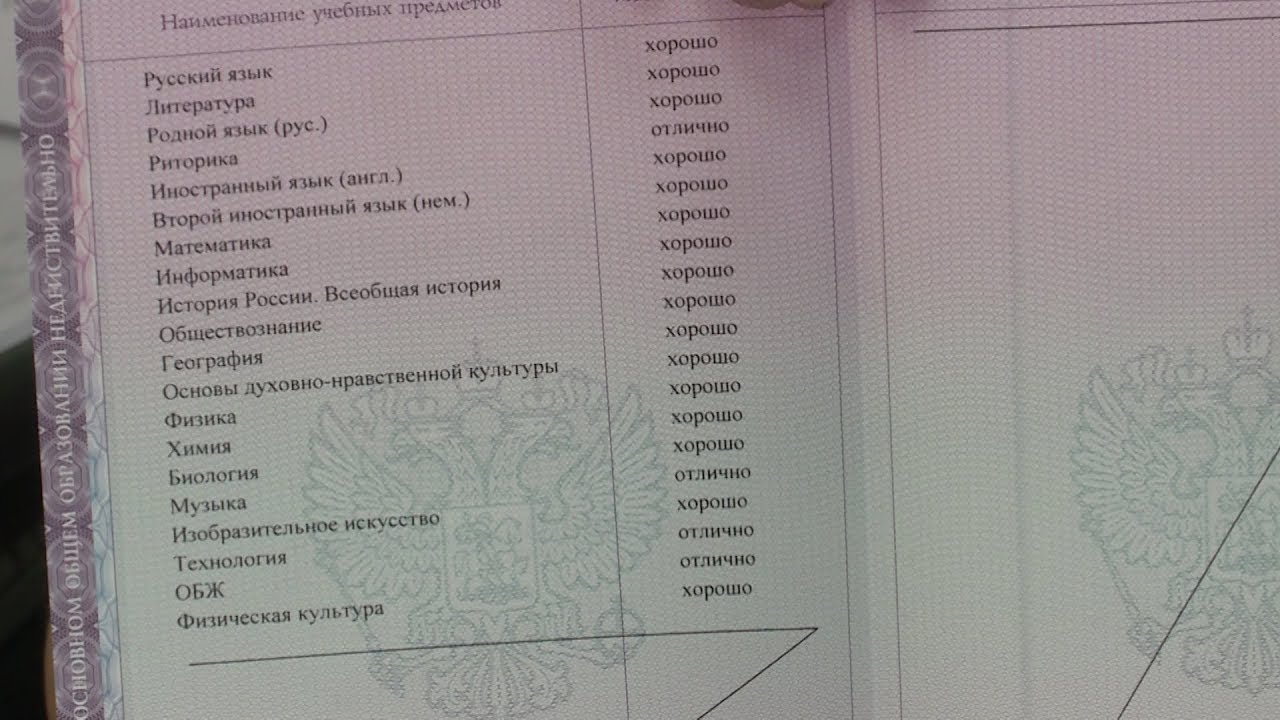 Наименование учебных предметов
Русский язык хорошо
Литература хорошо
Родной язык (рус.) хорошо
Риторика отлично
Иностранный язык (англ.) хорошо
Второй иностранный язык (нем.) хорошо
Математика хорошо
Информатика хорошо
История России. Всеобщая история хорошо
Обществознание хорошо
География хорошо
Основы духовно-нравственной культуры хорошо
Физика хорошо
Химия хорошо
Биология хорошо
Музыка отлично
Изобразительное искусство хорошо
Технология отлично
ОБЖ отлично
Физическая культура хорошо
ОСНОВНОМ ОБЩЕМ ОБРАЗОВАНИИ НЕДЕЙСТВИТЕЛЬНО